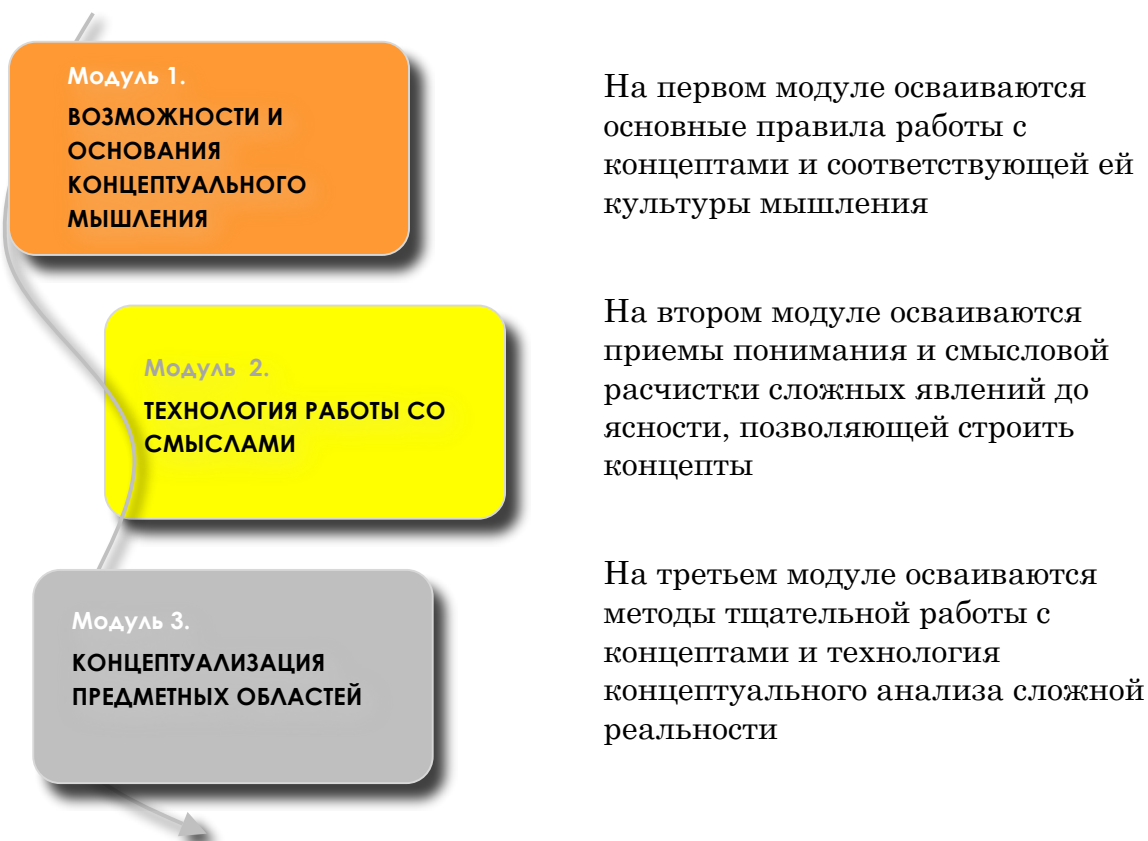 Модуль 1.
ВОЗМОЖНОСТИ И
ОСНОВАНИЯ
КОНЦЕПТУАЛЬНОГО
МЫШЛЕНИЯ
На первом модуле осваиваются
основные правила работы с
концептами и соответствующей ей
культуры мышления
Модуль 2.
ТЕХНОЛОГИЯ РАБОТЫ СО
СМЫСЛАМИ
На втором модуле осваиваются
приемы понимания и смысловой
расчистки сложных явлений до
ясности, позволяющей строить
концепты
Модуль 3.
КОНЦЕПТУАЛИЗАЦИЯ
ПРЕДМЕТНЫХ ОБЛАСТЕЙ
На третьем модуле осваиваются
методы тщательной работы с
концептами и технология
концептуального анализа сложной
реальности